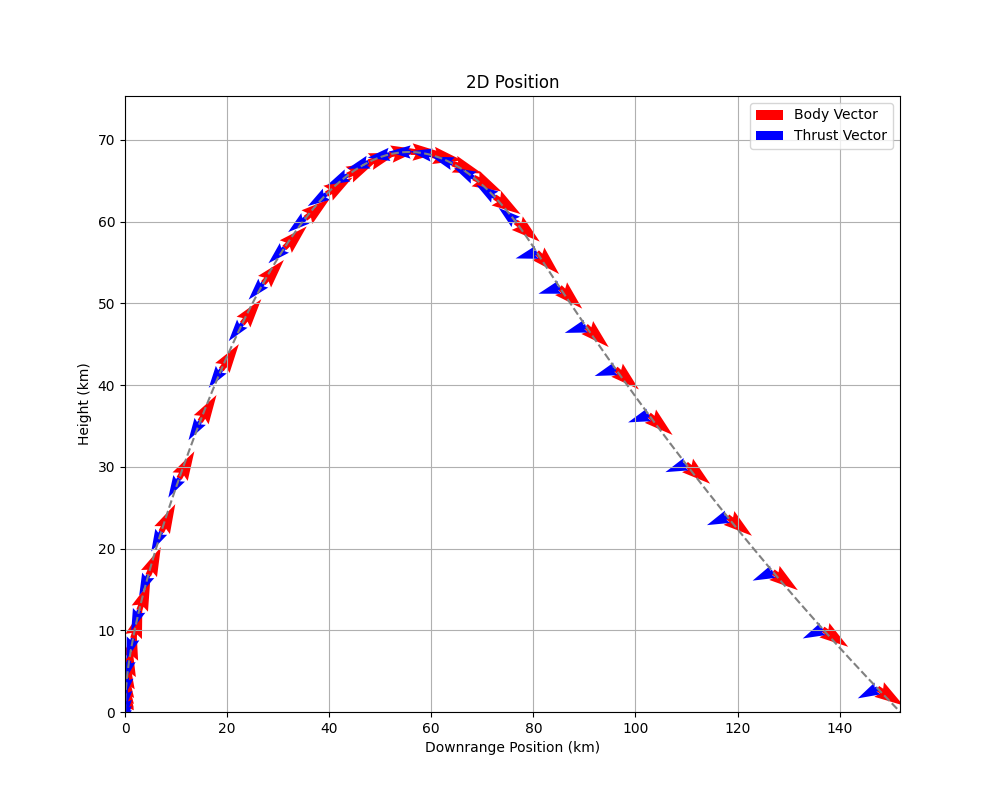 2D Position
Body Vector
Thrust Vector
70
60
50
40
30
20
10
0
Height (km)
0 20 40 60 80 100 120 140
Downrange Position (km)